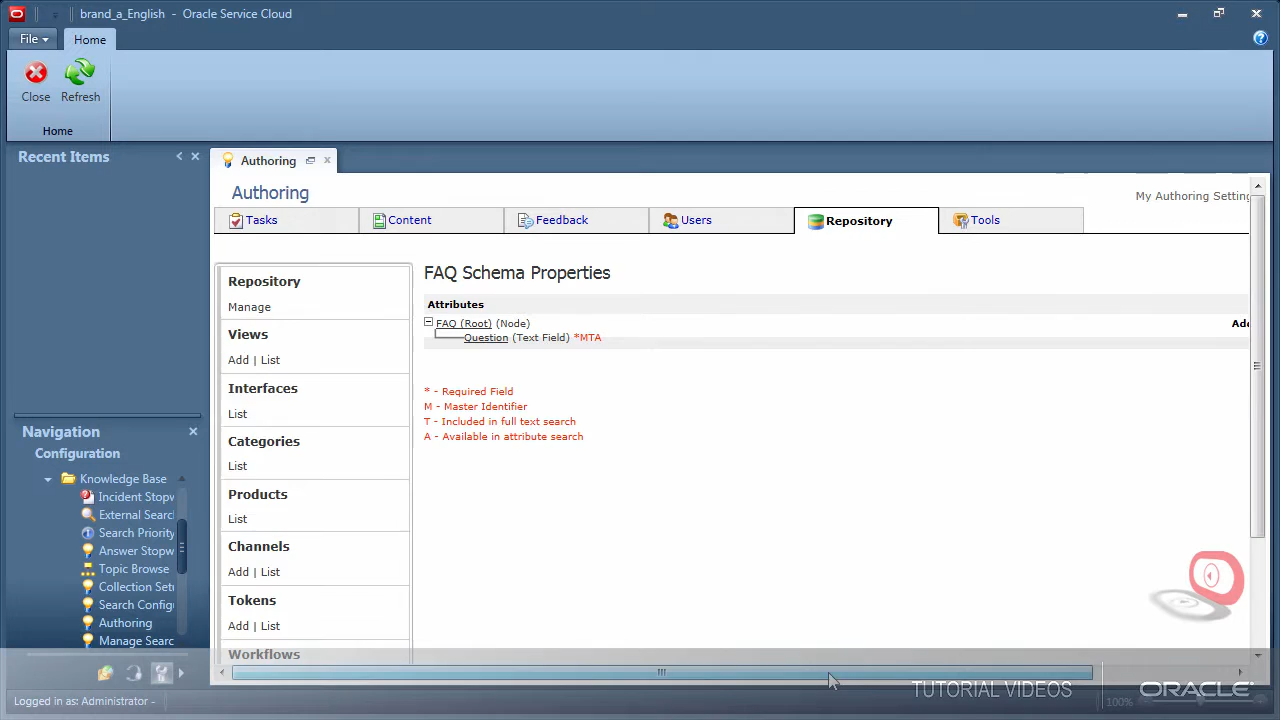 brand_a_English - Oracle Service Cloud
File
Home
Close
Refresh
Home
Recent Items
Authoring
Authoring
My Authoring Setting
Tasks
Content
Feedback
Users
Repository
Tools
Repository
Manage
Views
Add | List
Interfaces
List
Categories
List
Products
List
Channels
Add | List
Tokens
Add | List
Workflows
FAQ Schema Properties
Attributes
FAQ (Root) (Node)
Question (Text Field) *MTA
* - Required Field
M - Master Identifier
T - Included in full text search
A - Available in attribute search
Navigation
Configuration
Knowledge Base
Incident Stopw
External Searc
Search Priority
Answer Stopw
Topic Browse
Collection Setu
Search Configu
Authoring
Manage Searc
Logged in as: Administrator -
TUTORIAL VIDEOS
ORACLE
100%